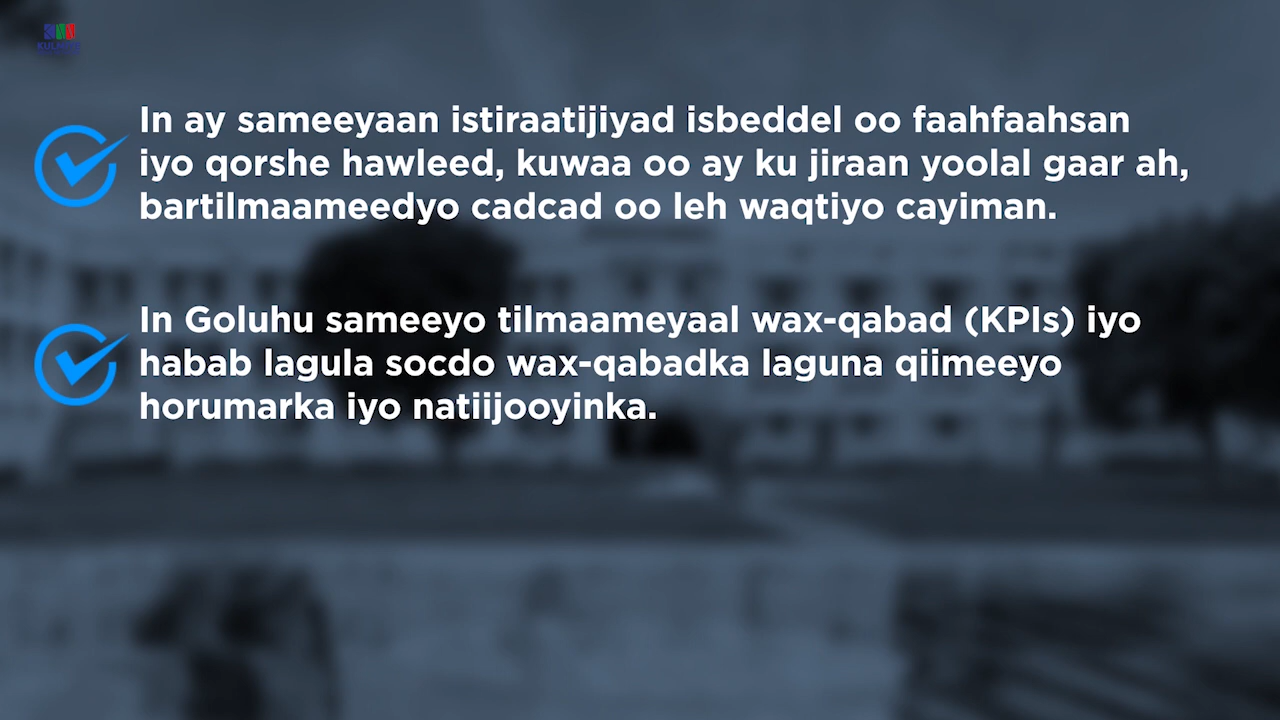 In ay sameeyaan istiraatijiyad isbeddel oo faahfaahsan
iyo qorshe hawleed, kuwaa oo ay ku jiraan yoolal gaar ah,
bartilmaameedyo cadcad oo leh waqtiyo cayiman.
In Goluhu sameeyo tilmaameyaal wax-qabad (KPIs) iyo
habab lagula socdo wax-qabadka laguna qiimeeyo
horumarka iyo natiijooyinka.